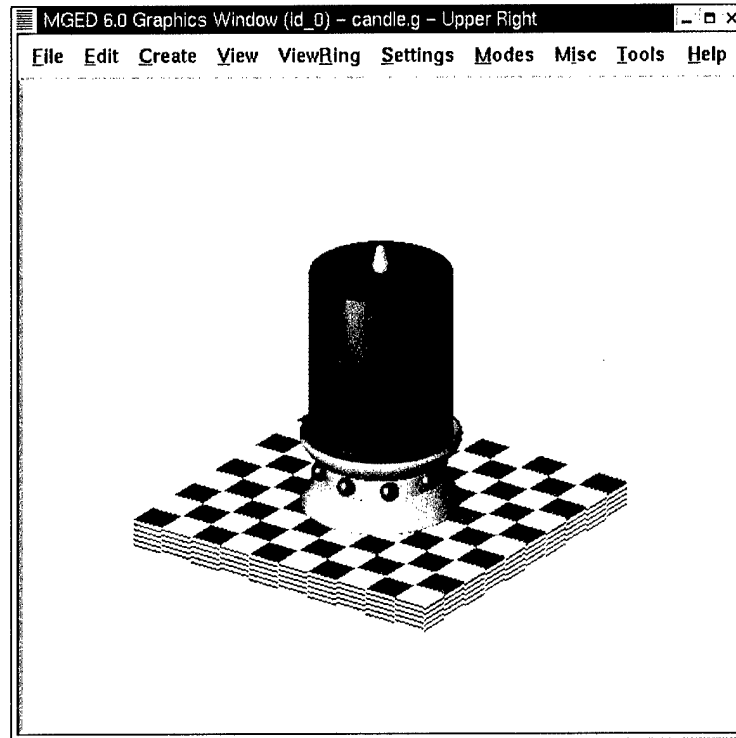 MGED 6.0 Graphics Window (id_0) – candle.g – Upper Right
File Edit Create View ViewRing Settings Modes Misc Tools Help